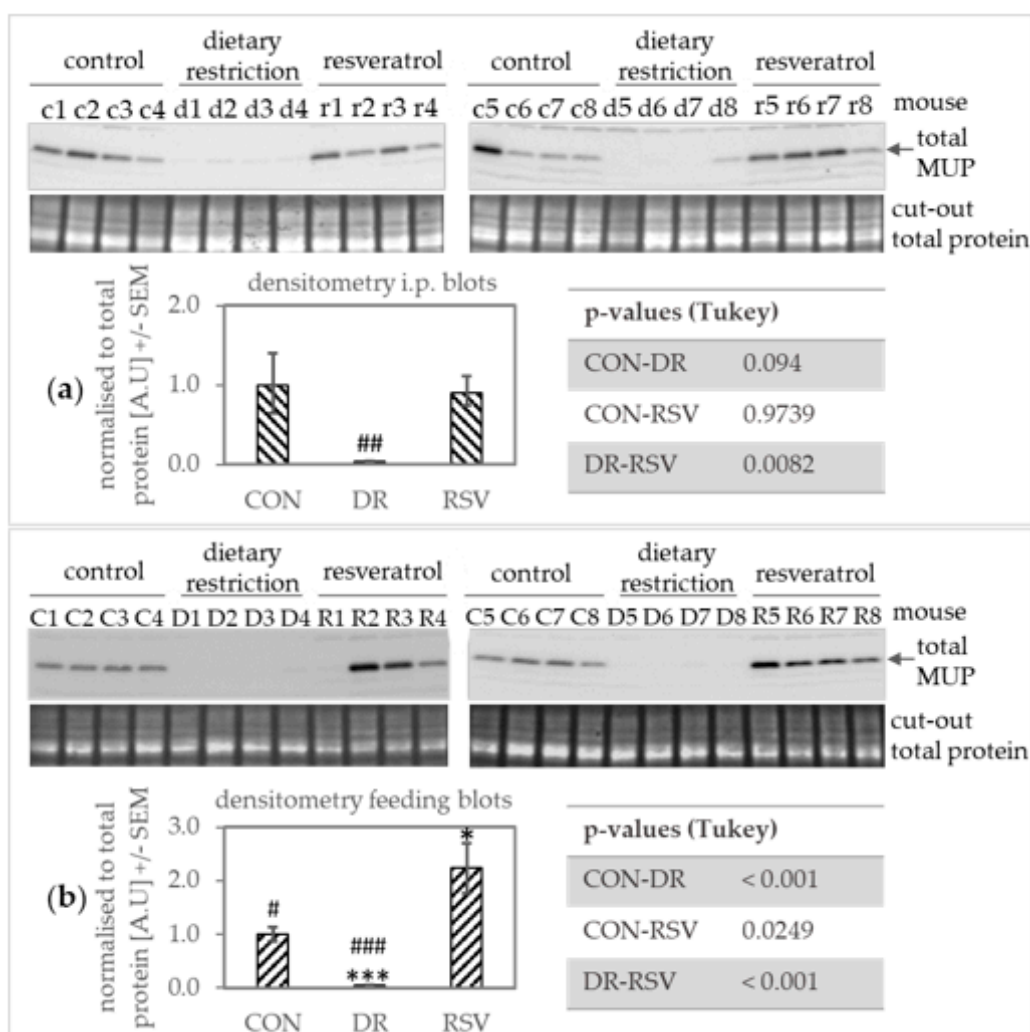 control dietary restriction resveratrol control dietary restriction resveratrol
c1 c2 c3 c4 d1 d2 d3 d4 r1 r2 r3 r4 c5 c6 c7 c8 d5 d6 d7 d8 r5 r6 r7 r8 mouse
total
MUP
cut-out
total protein
densitometry i.p. blots
(a)
normalised to total
protein [A.U] +/- SEM
2.0
1.0
0.0
##
CON DR RSV
p-values (Tukey)
CON-DR 0.094
CON-RSV 0.9739
DR-RSV 0.0082
control dietary restriction resveratrol control dietary restriction resveratrol
C1 C2 C3 C4 D1 D2 D3 D4 R1 R2 R3 R4 C5 C6 C7 C8 D5 D6 D7 D8 R5 R6 R7 R8 mouse
total
MUP
cut-out
total protein
densitometry feeding blots
(b)
normalised to total
protein [A.U] +/- SEM
3.0
2.0
1.0
0.0
#
###
***
*
CON DR RSV
p-values (Tukey)
CON-DR < 0.001
CON-RSV 0.0249
DR-RSV < 0.001